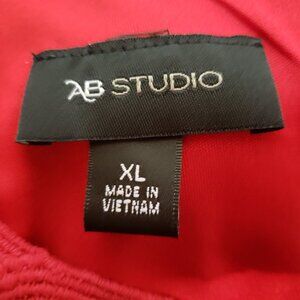 AB STUDIO
XL
MADE IN
VIETNAM